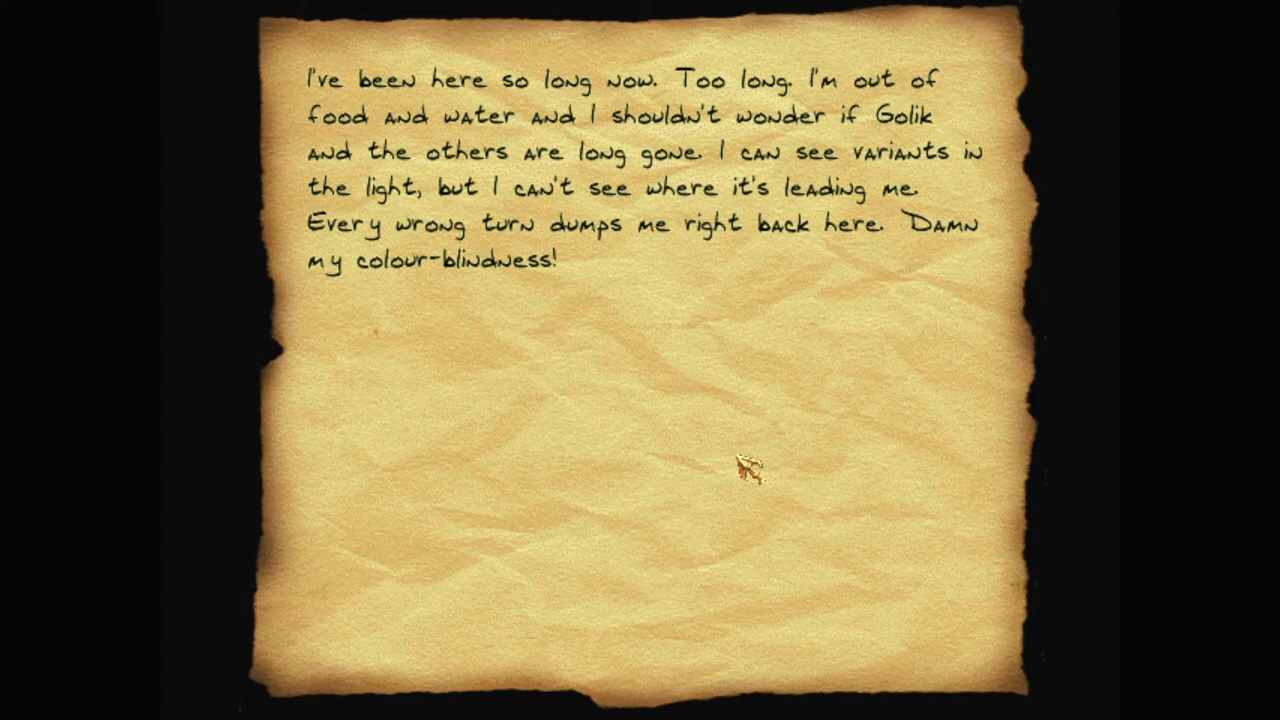 I've been here so long now. Too long. I'm out of
food and water and I shouldn't wonder if Golik
and the others are long gone. I can see variants in
the light, but I can't see where it's leading me.
Every wrong turn dumps me right back here. Damn
my colour-blindness!